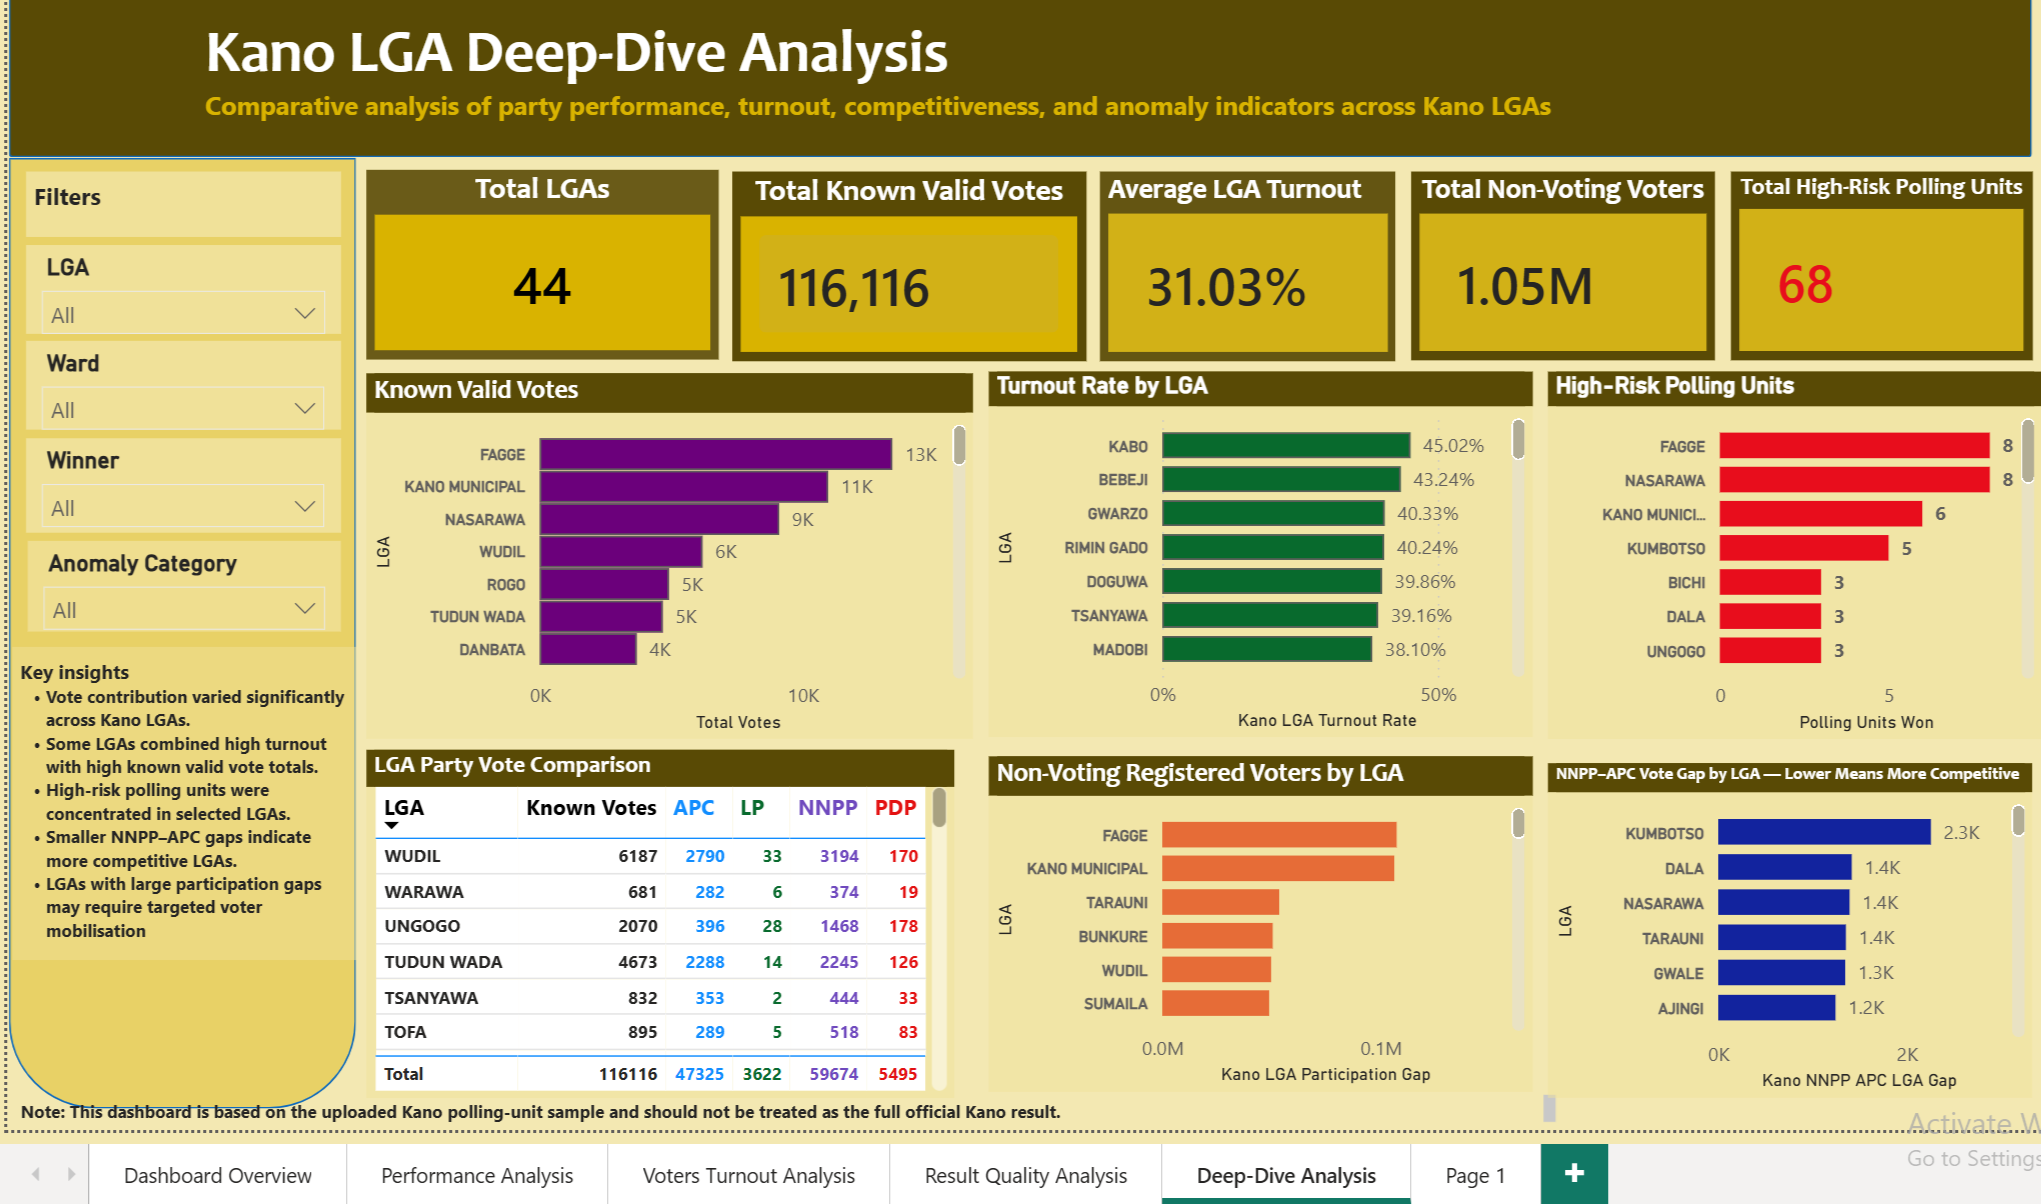 Kano LGA Deep-Dive Analysis
Comparative analysis of party performance, turnout, competitiveness, and anomaly indicators across Kano LGAs
Filters
LGA
All
Ward
All
Winner
All
Anomaly Category
All
Key insights
• Vote contribution varied significantly
across Kano LGAs.
• Some LGAs combined high turnout
with high known valid vote totals.
• High-risk polling units were
concentrated in selected LGAs.
• Smaller NNPP–APC gaps indicate
more competitive LGAs.
• LGAs with large participation gaps
may require targeted voter
mobilisation
Total LGAs
44
Total Known Valid Votes
116,116
Average LGA Turnout
31.03%
Total Non-Voting Voters
1.05M
Total High-Risk Polling Units
68
Known Valid Votes
LGA
FAGGE 13K
KANO MUNICIPAL 11K
NASARAWA 9K
WUDIL 6K
ROGO 5K
TUDUN WADA 5K
DANBATA 4K
0K 10K
Total Votes
Turnout Rate by LGA
LGA
KABO 45.02%
BEBEJI 43.24%
GWARZO 40.33%
RIMIN GADO 40.24%
DOGUWA 39.86%
TSANYAWA 39.16%
MADOBI 38.10%
0% 50%
Kano LGA Turnout Rate
High-Risk Polling Units
FAGGE 8
NASARAWA 8
KANO MUNICI... 6
KUMBOTSO 5
BICHI 3
DALA 3
UNGOGO 3
0 5
Polling Units Won
LGA Party Vote Comparison
LGA Known Votes APC LP NNPP PDP
WUDIL 6187 2790 33 3194 170
WARAWA 681 282 6 374 19
UNGOGO 2070 396 28 1468 178
TUDUN WADA 4673 2288 14 2245 126
TSANYAWA 832 353 2 444 33
TOFA 895 289 5 518 83
Total 116116 47325 3622 59674 5495
Non-Voting Registered Voters by LGA
LGA
FAGGE
KANO MUNICIPAL
TARAUNI
BUNKURE
WUDIL
SUMAILA
0.0M 0.1M
Kano LGA Participation Gap
NNPP–APC Vote Gap by LGA — Lower Means More Competitive
LGA
KUMBOTSO 2.3K
DALA 1.4K
NASARAWA 1.4K
TARAUNI 1.4K
GWALE 1.3K
AJINGI 1.2K
0K 2K
Kano NNPP APC LGA Gap
Note: This dashboard is based on the uploaded Kano polling-unit sample and should not be treated as the full official Kano result.
Activate W
Go to Settings
Dashboard Overview Performance Analysis Voters Turnout Analysis Result Quality Analysis Deep-Dive Analysis Page 1 +